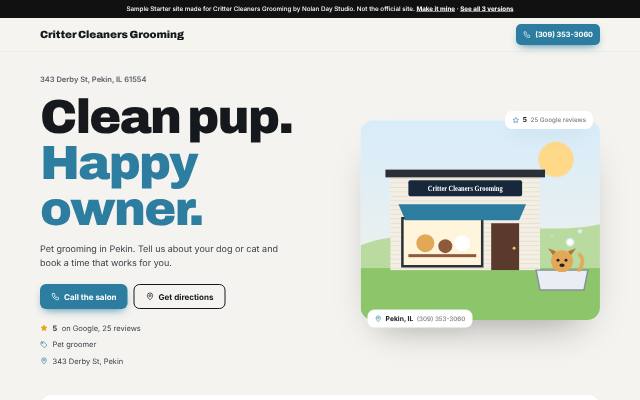 Sample Starter site made for Critter Cleaners Grooming by Nolan Day Studio. Not the official site. Make it mine · See all 3 versions
Critter Cleaners Grooming
(309) 353-3060
343 Derby St, Pekin, IL 61554
Clean pup.
Happy
owner.
Pet grooming in Pekin. Tell us about your dog or cat and
book a time that works for you.
Call the salon
Get directions
5 on Google, 25 reviews
Pet groomer
343 Derby St, Pekin
5 25 Google reviews
Critter Cleaners Grooming
Pekin, IL (309) 353-3060